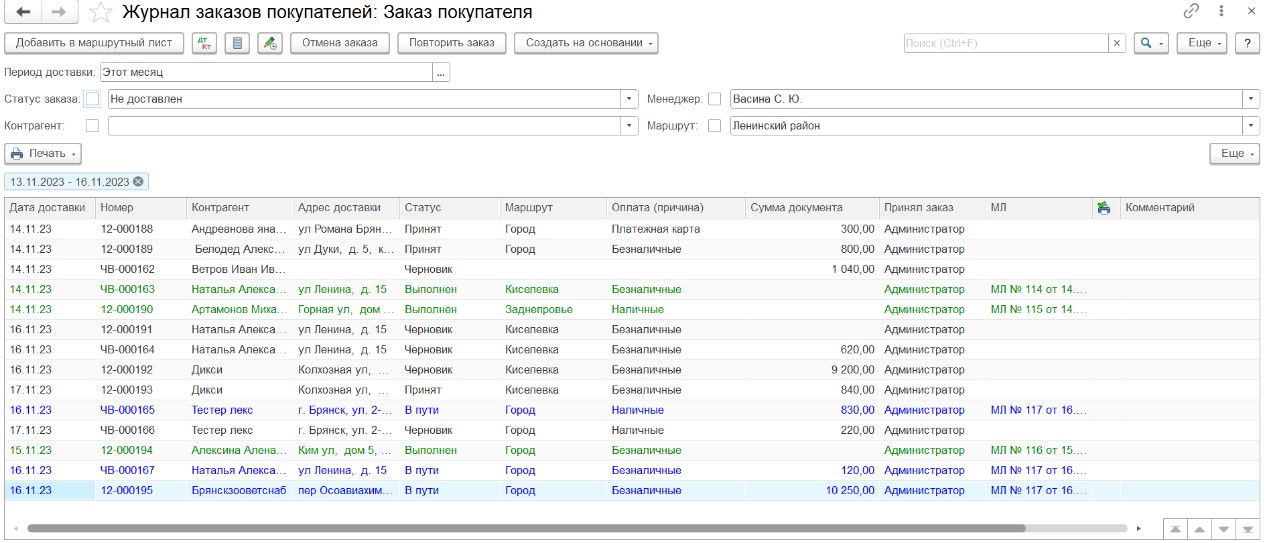 Журнал заказов покупателей: Заказ покупателя
Добавить в маршрутный лист Дт Кт Отмена заказа Повторить заказ Создать на основании Поиск (Ctrl+F) Еще ?
Период доставки: Этот месяц ...
Статус заказа: Не доставлен Менеджер: Васина С. Ю.
Контрагент: Маршрут: Ленинский район
Печать Еще
13.11.2023 - 16.11.2023
Дата доставки Номер Контрагент Адрес доставки Статус Маршрут Оплата (причина) Сумма документа Принял заказ МЛ Комментарий
14.11.23 12-000188 Андреанова яна... ул Романа Брян... Принят Город Платежная карта 300,00 Администратор
14.11.23 12-000189 Белодед Алекс... ул Дуки, д. 5, к... Принят Город Безналичные 800,00 Администратор
14.11.23 ЧВ-000162 Ветров Иван Ив... Черновик 1 040,00 Администратор
14.11.23 ЧВ-000163 Наталья Алекса... ул Ленина, д. 15 Выполнен Киселевка Безналичные Администратор МЛ № 114 от 14....
14.11.23 12-000190 Артамонов Миха... Горная ул, дом ... Выполнен Заднепровье Наличные Администратор МЛ № 115 от 14....
16.11.23 12-000191 Наталья Алекса... ул Ленина, д. 15 Черновик Киселевка Безналичные Администратор
16.11.23 ЧВ-000164 Наталья Алекса... ул Ленина, д. 15 Черновик Киселевка Безналичные 620,00 Администратор
16.11.23 12-000192 Дикси Колхозная ул, ... Черновик Киселевка Безналичные 9 200,00 Администратор
17.11.23 12-000193 Дикси Колхозная ул, ... Принят Киселевка Безналичные 840,00 Администратор
16.11.23 ЧВ-000165 Тестер лекс г. Брянск, ул. 2-... В пути Город Наличные 830,00 Администратор МЛ № 117 от 16....
17.11.23 ЧВ-000166 Тестер лекс г. Брянск, ул. 2-... Черновик Город Наличные 220,00 Администратор
15.11.23 12-000194 Алексина Алена... Ким ул, дом 5, ... Выполнен Город Безналичные Администратор МЛ № 116 от 15....
16.11.23 ЧВ-000167 Наталья Алекса... ул Ленина, д. 15 В пути Город Безналичные 120,00 Администратор МЛ № 117 от 16....
16.11.23 12-000195 Брянскзооветснаб пер Осоавиахим... В пути Город Безналичные 10 250,00 Администратор МЛ № 117 от 16....